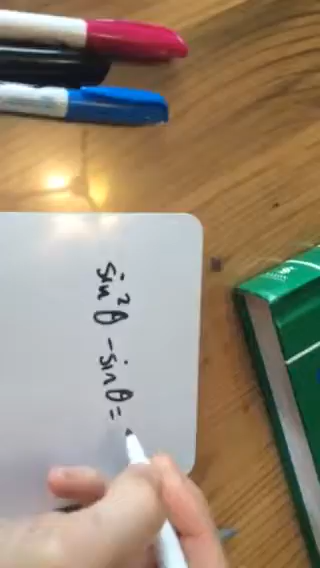 sin²θ - sinθ =